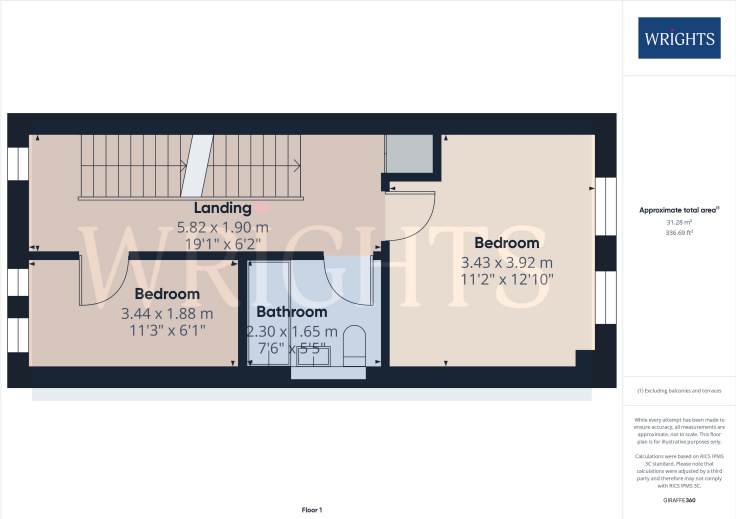 WRIGHTS
WRIGHTS
Landing
5.82 x 1.90 m
19'1" x 6'2"
Bedroom
3.43 x 3.92 m
11'2" x 12'10"
Bedroom
3.44 x 1.88 m
11'3" x 6'1"
Bathroom
2.30 x 1.65 m
7'6" x 5'5"
Floor 1
Approximate total area(1)
31.28 m²
336.69 ft²
(1) Excluding balconies and terraces
While every attempt has been made to
ensure accuracy, all measurements are
approximate, not to scale. This floor
plan is for illustrative purposes only.
Calculations were based on RICS IPMS
3C standard. Please note that
calculations were adjusted by a third
party and therefore may not comply
with RICS IPMS 3C.
GIRAFFE360